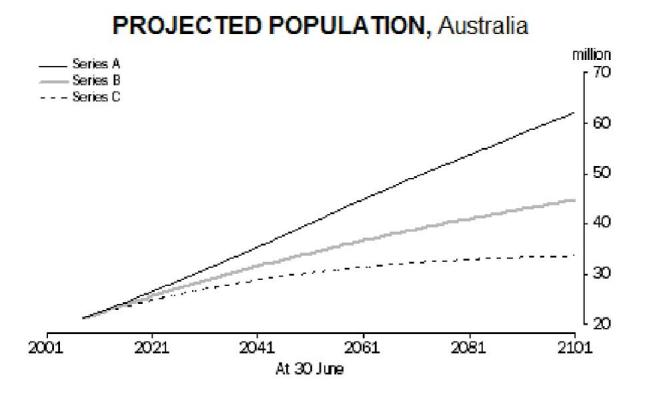 PROJECTED POPULATION, Australia
million
Series A
Series B
Series C
70
60
50
40
30
20
2001 2021 2041 2061 2081 2101
At 30 June